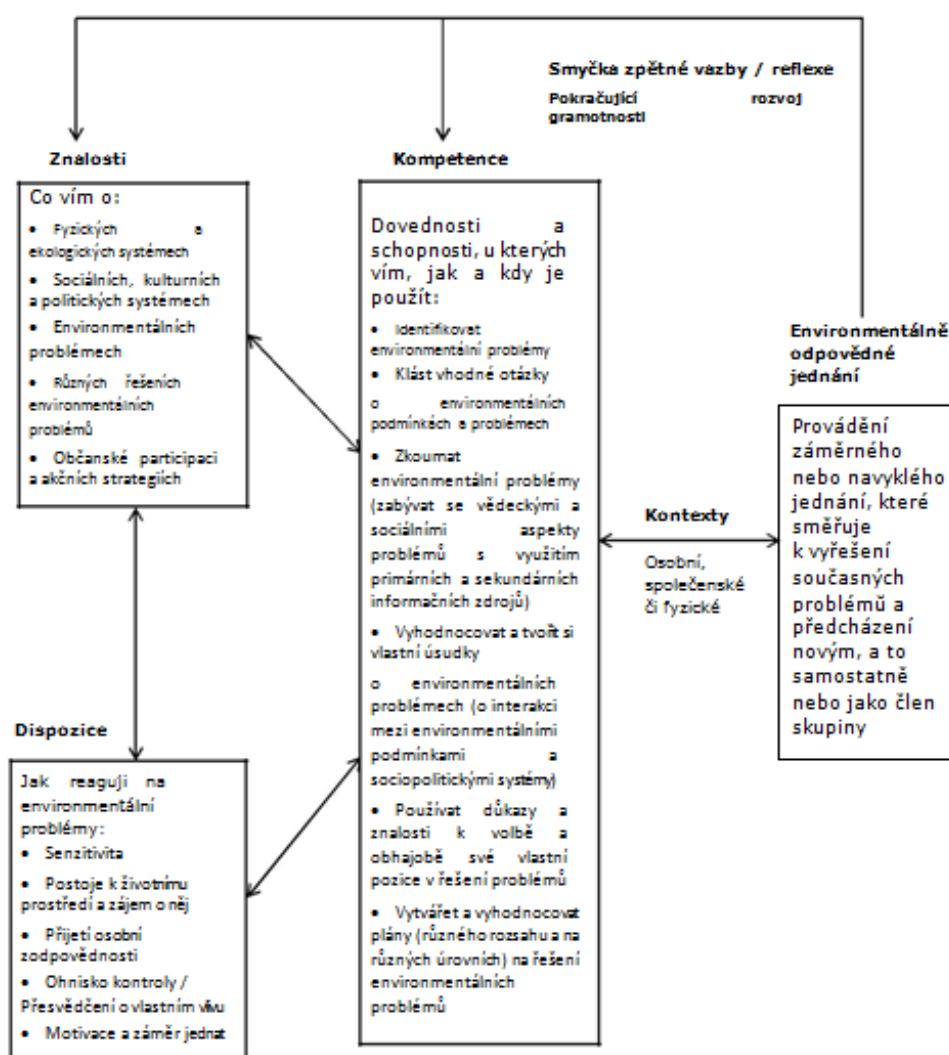 Smyčka zpětné vazby / reflexe
Pokračující rozvoj
gramotnosti
Znalosti
Co vím o:
• Fyzických a
ekologických systémech
• Sociálních, kulturních
a politických systémech
• Environmentálních
problémech
• Různých řešeních
environmentálních
problémů
• Občanské participaci
a akčních strategiích
Dispozice
Jak reaguji na
environmentální
problémy:
• Senzitivita
• Postoje k životnímu
prostředí a zájem o něj
• Přijetí osobní
zodpovědnosti
• Ohnisko kontroly /
Přesvědčení o vlastním vlivu
• Motivace a záměr jednat
Kompetence
Dovednosti a
schopnosti, u kterých
vím, jak a kdy je
použít:
• Identifikovat
environmentální problémy
• Klást vhodné otázky
o environmentálních
podmínkách a problémech
• Zkoumat
environmentální problémy
(zabývat se vědeckými a
sociálními aspekty
problémů s využitím
primárních a sekundárních
informačních zdrojů)
• Vyhodnocovat a tvořit si
vlastní úsudky
o environmentálních
problémech (o interakci
mezi environmentálními
podmínkami a
sociopolitickými systémy)
• Používat důkazy a
znalosti k volbě a
obhajobě své vlastní
pozice v řešení problémů
• Vytvářet a vyhodnocovat
plány (různého rozsahu a na
různých úrovních) na řešení
environmentálních
problémů
Kontexty
Osobní,
společenské
či fyzické
Environmentálně
odpovědné
jednání
Provádění
záměrného
nebo navyklého
jednání, které
směřuje
k vyřešení
současných
problémů a
předcházení
novým, a to
samostatně
nebo jako člen
skupiny